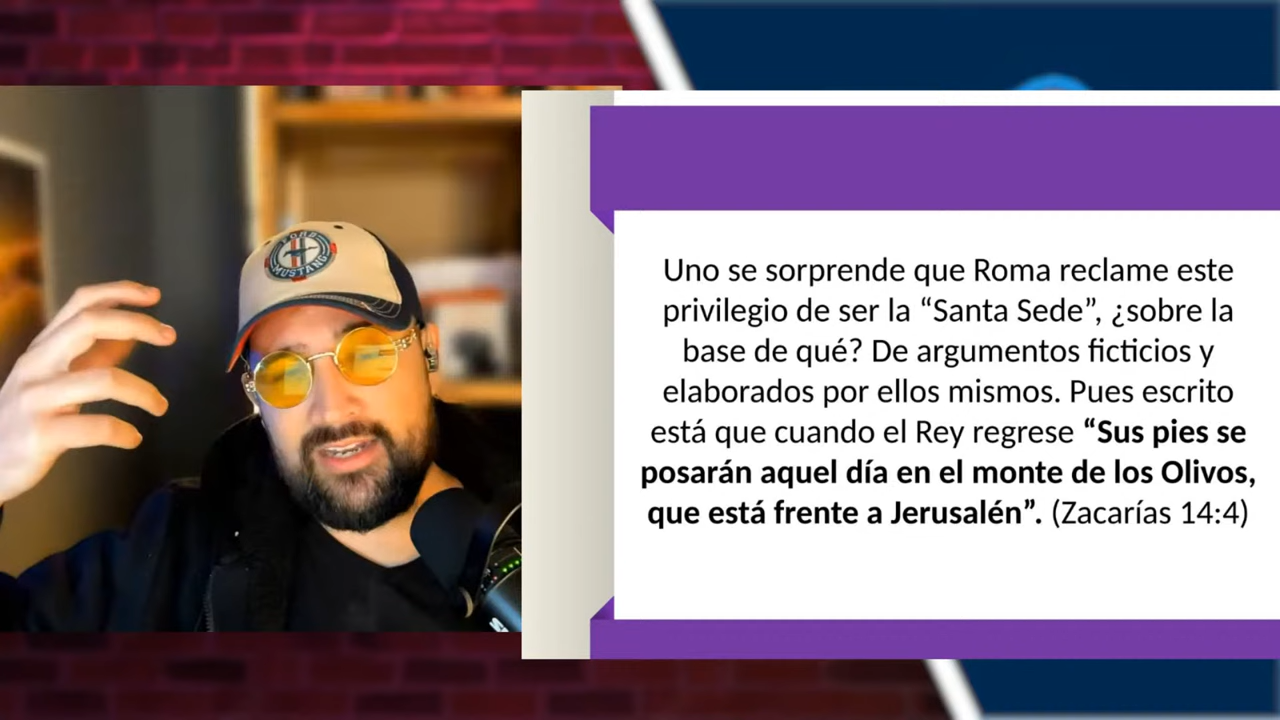 FORD
MUSTANG
Uno se sorprende que Roma reclame este
privilegio de ser la “Santa Sede”, ¿sobre la
base de qué? De argumentos ficticios y
elaborados por ellos mismos. Pues escrito
está que cuando el Rey regrese “Sus pies se
posarán aquel día en el monte de los Olivos,
que está frente a Jerusalén”. (Zacarías 14:4)